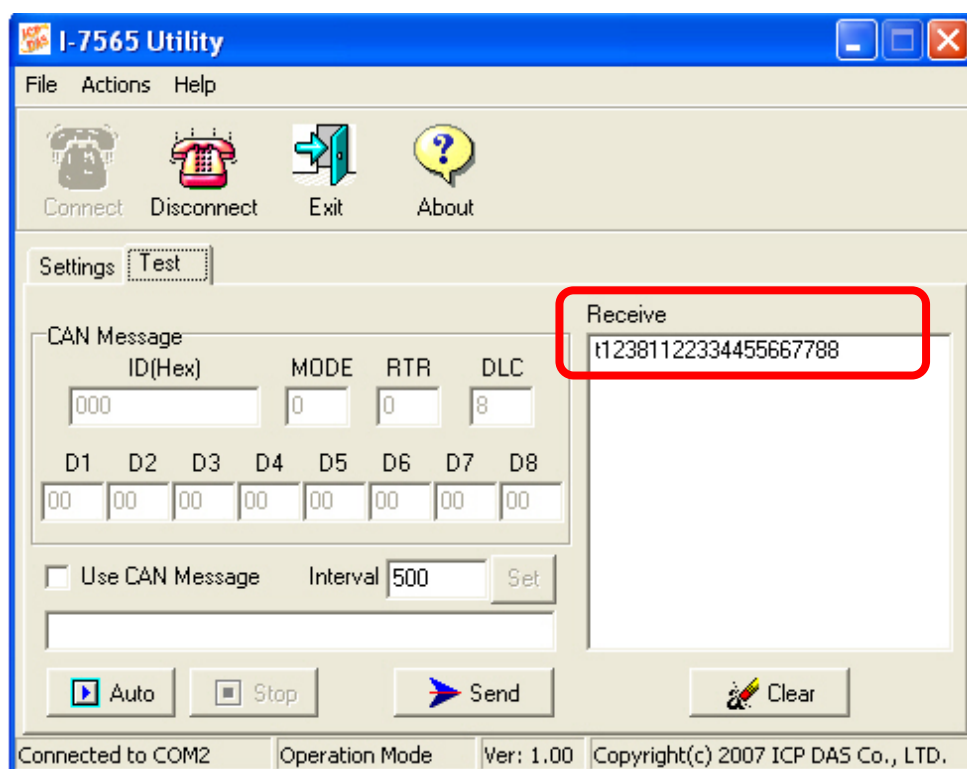 ICP DAS I-7565 Utility
File Actions Help
Connect Disconnect Exit About
Settings Test
CAN Message
ID(Hex) MODE RTR DLC
000 0 0 8
D1 D2 D3 D4 D5 D6 D7 D8
00 00 00 00 00 00 00 00
Use CAN Message Interval 500 Set
Auto Stop Send
Receive
t12381122334455667788
Clear
Connected to COM2 Operation Mode Ver: 1.00 Copyright(c) 2007 ICP DAS Co., LTD.